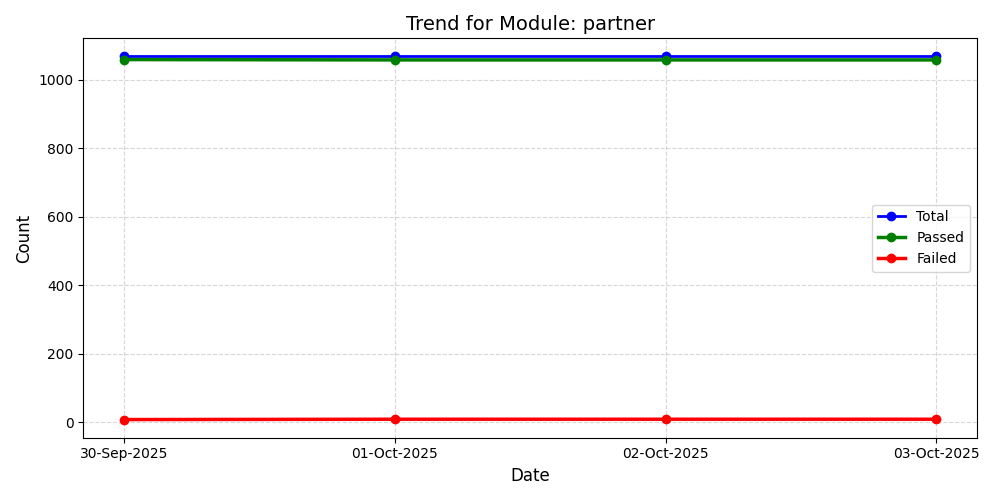 Trend for Module: partner
Count
1000
800
600
400
200
0
Total
Passed
Failed
30-Sep-2025 01-Oct-2025 02-Oct-2025 03-Oct-2025
Date